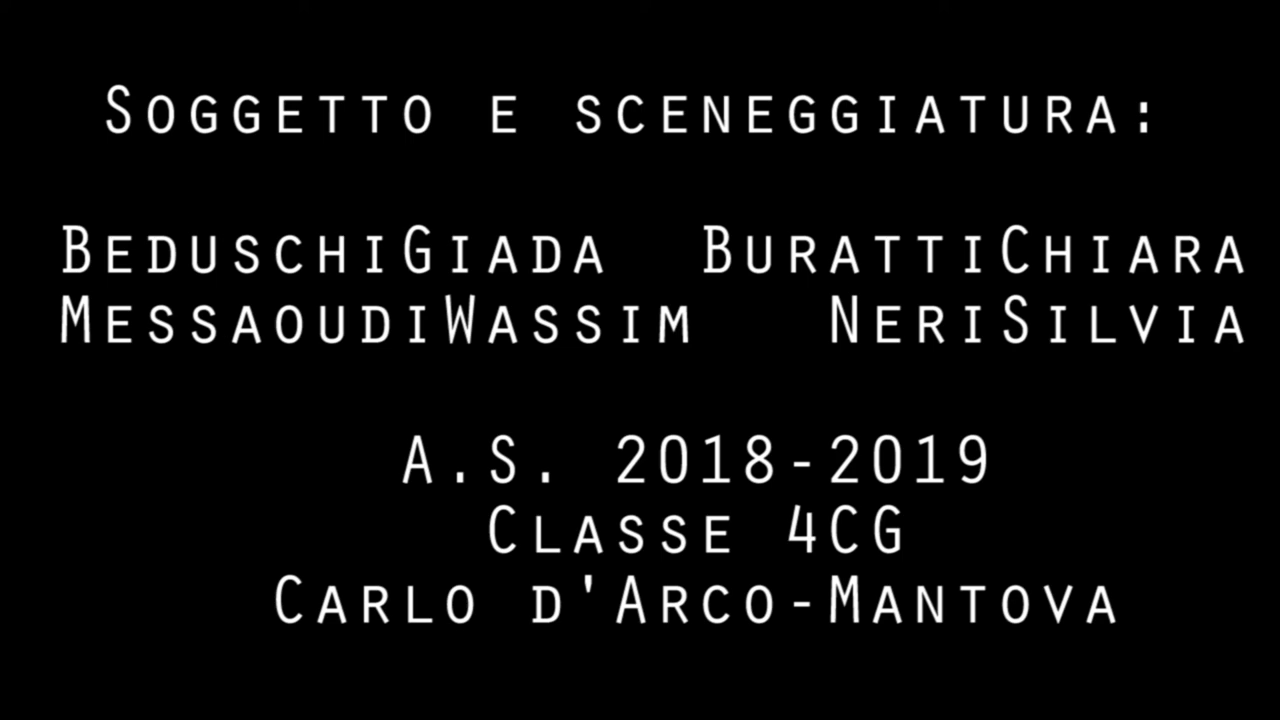 Soggetto e sceneggiatura:
BeduschiGiada BurattiChiara
MessaoudiWassim NeriSilvia
A.S. 2018-2019
Classe 4CG
Carlo d'Arco-Mantova